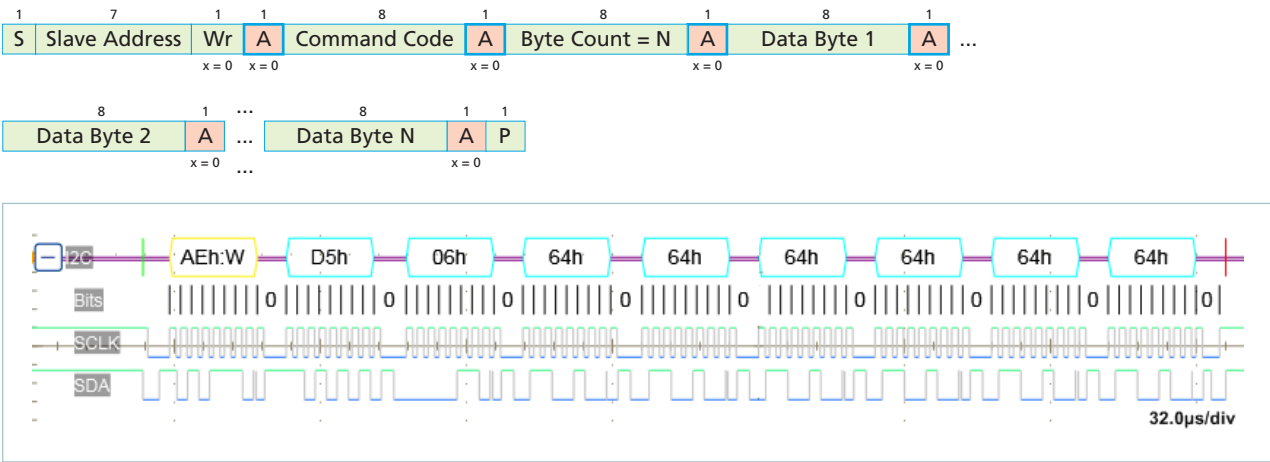 1 7 1 1 8 1 8 1 8 1
S Slave Address Wr A Command Code A Byte Count = N A Data Byte 1 A ...
x = 0 x = 0 x = 0 x = 0 x = 0
8 1 ... 8 1 1
Data Byte 2 A ... Data Byte N A P
x = 0 ... x = 0
I2C AEh:W D5h 06h 64h 64h 64h 64h 64h 64h
Bits 0 0 0 0 0 0 0 0 0
SCLK
SDA
32.0µs/div